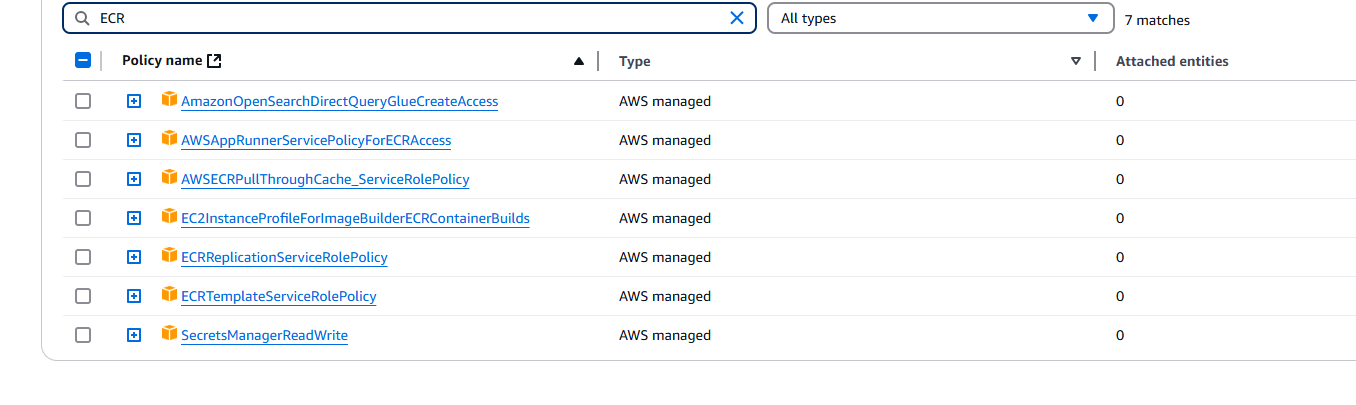 ECR All types 7 matches
Policy name Type Attached entities
AmazonOpenSearchDirectQueryGlueCreateAccess AWS managed 0
AWSAppRunnerServicePolicyForECRAccess AWS managed 0
AWSECRPullThroughCache_ServiceRolePolicy AWS managed 0
EC2InstanceProfileForImageBuilderECRContainerBuilds AWS managed 0
ECRReplicationServiceRolePolicy AWS managed 0
ECRTemplateServiceRolePolicy AWS managed 0
SecretsManagerReadWrite AWS managed 0